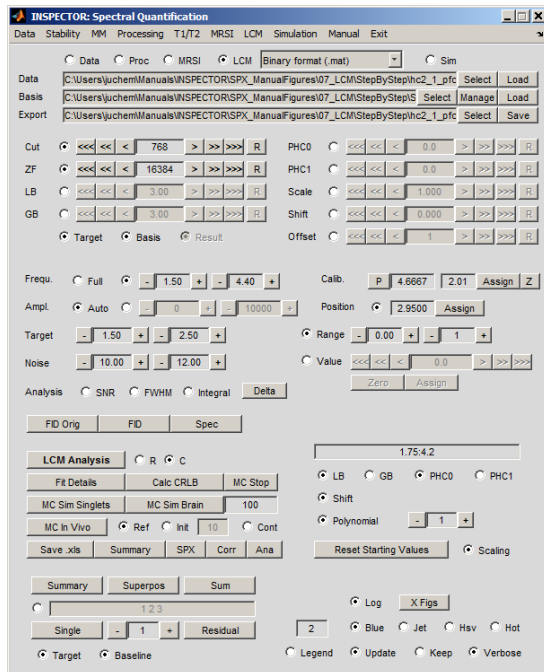 INSPECTOR: Spectral Quantification
Data Stability MM Processing T1/T2 MRSI LCM Simulation Manual Exit
Data Proc MRSI LCM Binary format (.mat) Sim
Data C:\Users\juchem\Manuals\INSPECTOR\SPX_ManualFigures\07_LCM\StepByStep\hc2_1_pfc Select Load
Basis C:\Users\juchem\Manuals\INSPECTOR\SPX_ManualFigures\07_LCM\StepByStep\S Select Manage Load
Export C:\Users\juchem\Manuals\INSPECTOR\SPX_ManualFigures\07_LCM\StepByStep\hc2_1_pfc Select Save
Cut <<< << < 768 > >> >>> R PHC0 <<< << < 0.0 > >> >>> R
ZF <<< << < 16384 > >> >>> R PHC1 <<< << < 0.0 > >> >>> R
LB <<< << < 3.00 > >> >>> R Scale <<< << < 1.000 > >> >>> R
GB <<< << < 3.00 > >> >>> R Shift <<< << < 0.000 > >> >>> R
Target Basis Result Offset <<< << < 1 > >> >>> R
Frequ. Full - 1.50 + - 4.40 + Calib. P 4.6667 2.01 Assign Z
Ampl. Auto - 0 + - 10000 + Position 2.9500 Assign
Target - 1.50 + - 2.50 + Range - 0.00 + - 1 +
Noise - 10.00 + - 12.00 + Value <<< << < 0.0 > >> >>>
Zero Assign
Analysis SNR FWHM Integral Delta
FID Orig FID Spec
1.75:4.2
LCM Analysis R C
LB GB PHC0 PHC1
Fit Details Calc CRLB MC Stop
MC Sim Singlets MC Sim Brain 100 Shift
MC In Vivo Ref Init 10 Cont Polynomial - 1 +
Save .xls Summary SPX Corr Ana Reset Starting Values Scaling
Summary Superpos Sum
1 2 3 Log X Figs
Single - 1 + Residual 2 Blue Jet Hsv Hot
Target Baseline Legend Update Keep Verbose